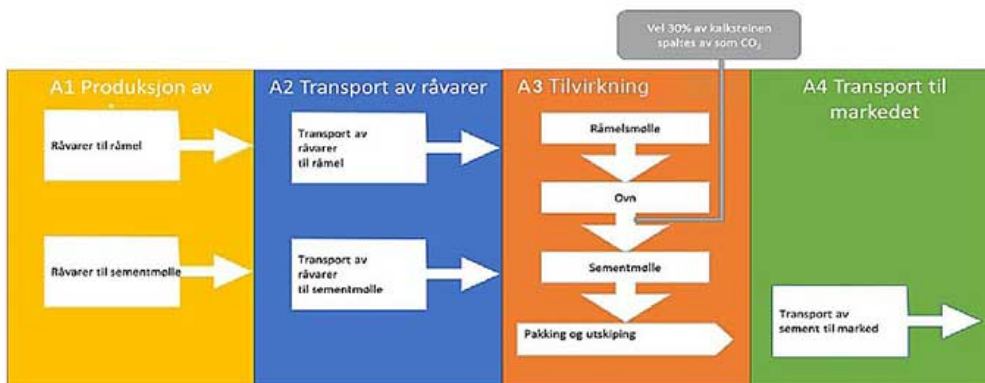 Vel 30% av kalksteinen
spaltes av som CO₂
A1 Produksjon av
Råvarer til råmel
Råvarer til sementmølle
A2 Transport av råvarer
Transport av
råvarer
til råmel
Transport av
råvarer
til sementmølle
A3 Tilvirkning
Råmelsmølle
Ovn
Sementmølle
Pakking og utskiping
A4 Transport til
markedet
Transport av
sement til marked